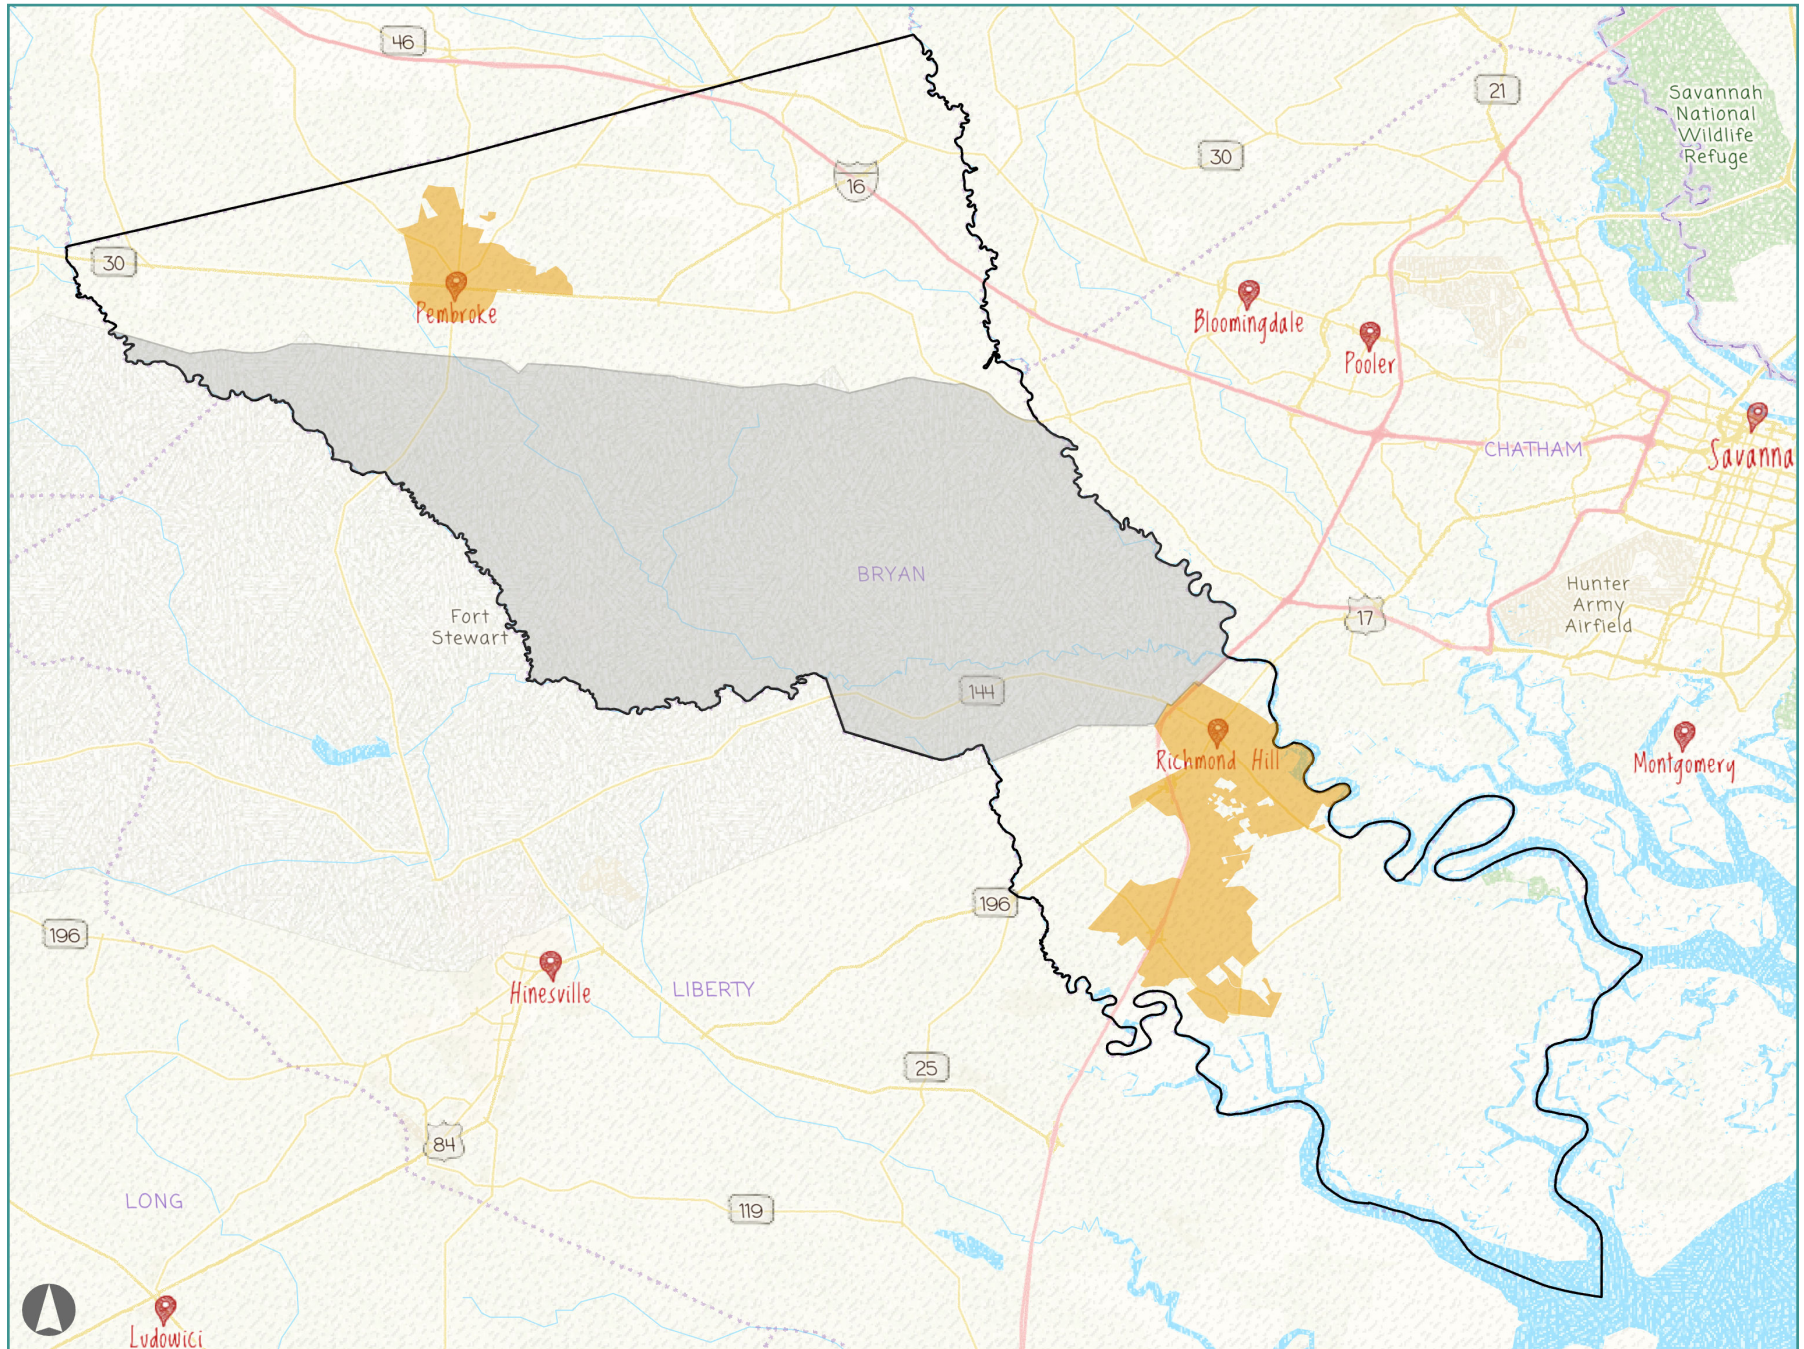 46
21
Savannah
National
Wildlife
Refuge
30
16
30
Pembroke
Bloomingdale
Pooler
Savanna
CHATHAM
BRYAN
Fort
Stewart
Hunter
Army
Airfield
17
144
Richmond Hill
Montgomery
196
196
Hinesville
LIBERTY
25
84
LONG
119
Ludowici